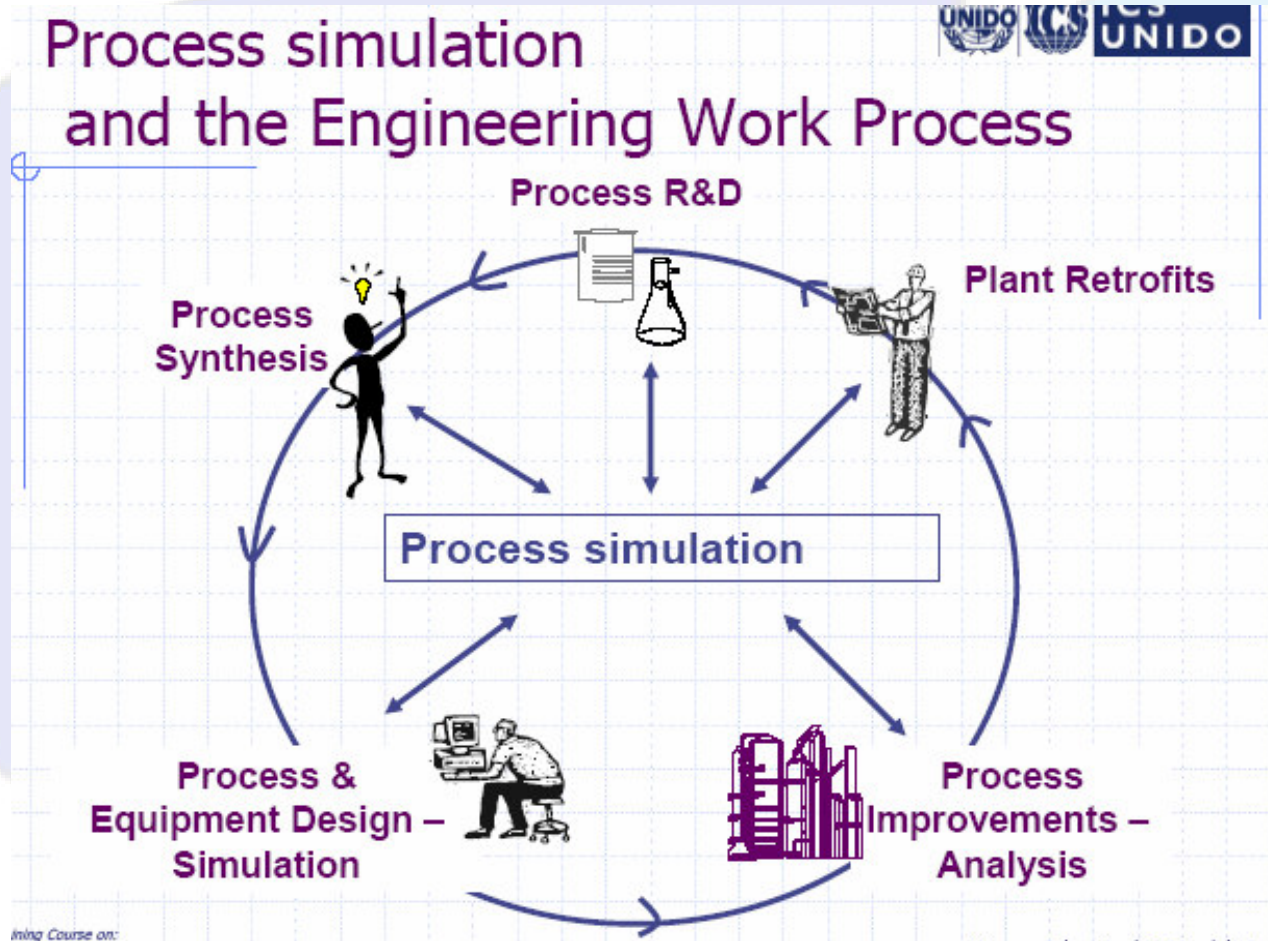 Process simulation
and the Engineering Work Process
UNIDO
ICS
UNIDO
Process R&D
Plant Retrofits
Process
Synthesis
Process simulation
Process &
Equipment Design –
Simulation
Process
Improvements –
Analysis
ining Course on: